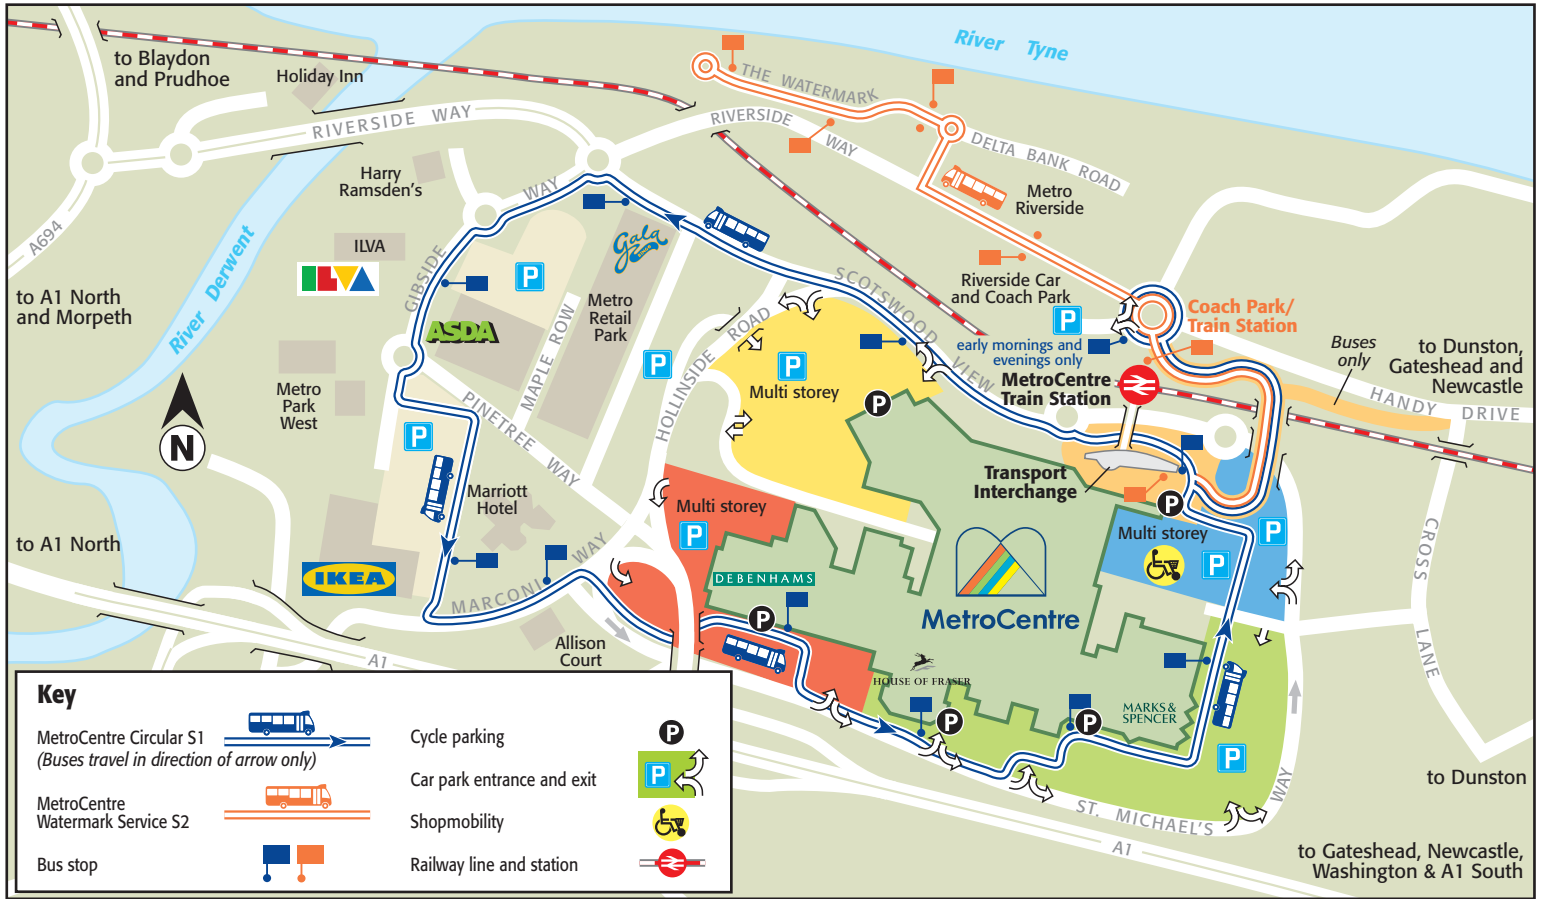 River Tyne
to Blaydon
and Prudhoe
Holiday Inn
THE WATERMARK
RIVERSIDE WAY
RIVERSIDE
WAY
DELTA BANK ROAD
Harry
Ramsden's
WAY
Metro
Riverside
A694
ILVA
ILVA
River Derwent
GIBSIDE
P
Gala
SCOTSWOOD
VIEW
Riverside Car
and Coach Park
P
early mornings and
evenings only
Coach Park/
Train Station
to A1 North
and Morpeth
ASDA
MAPLE ROW
Metro
Retail
Park
HOLLINSIDE ROAD
P
P
Multi storey
P
MetroCentre
Train Station
Buses
only
to Dunston,
Gateshead and
Newcastle
HANDY DRIVE
Metro
Park
West
PINETREE WAY
P
N
Transport
Interchange
Marriott
Hotel
Multi storey
P
P
Multi storey
P
P
CROSS
LANE
to A1 North
IKEA
MARCONI WAY
DEBENHAMS
P
MetroCentre
Allison
Court
A1
HOUSE OF FRASER
P
P
MARKS &
SPENCER
P
to Dunston
ST. MICHAEL'S
WAY
A1
to Gateshead, Newcastle,
Washington & A1 South
Key
MetroCentre Circular S1
(Buses travel in direction of arrow only)
MetroCentre
Watermark Service S2
Bus stop
Cycle parking
P
Car park entrance and exit
P
Shopmobility
Railway line and station